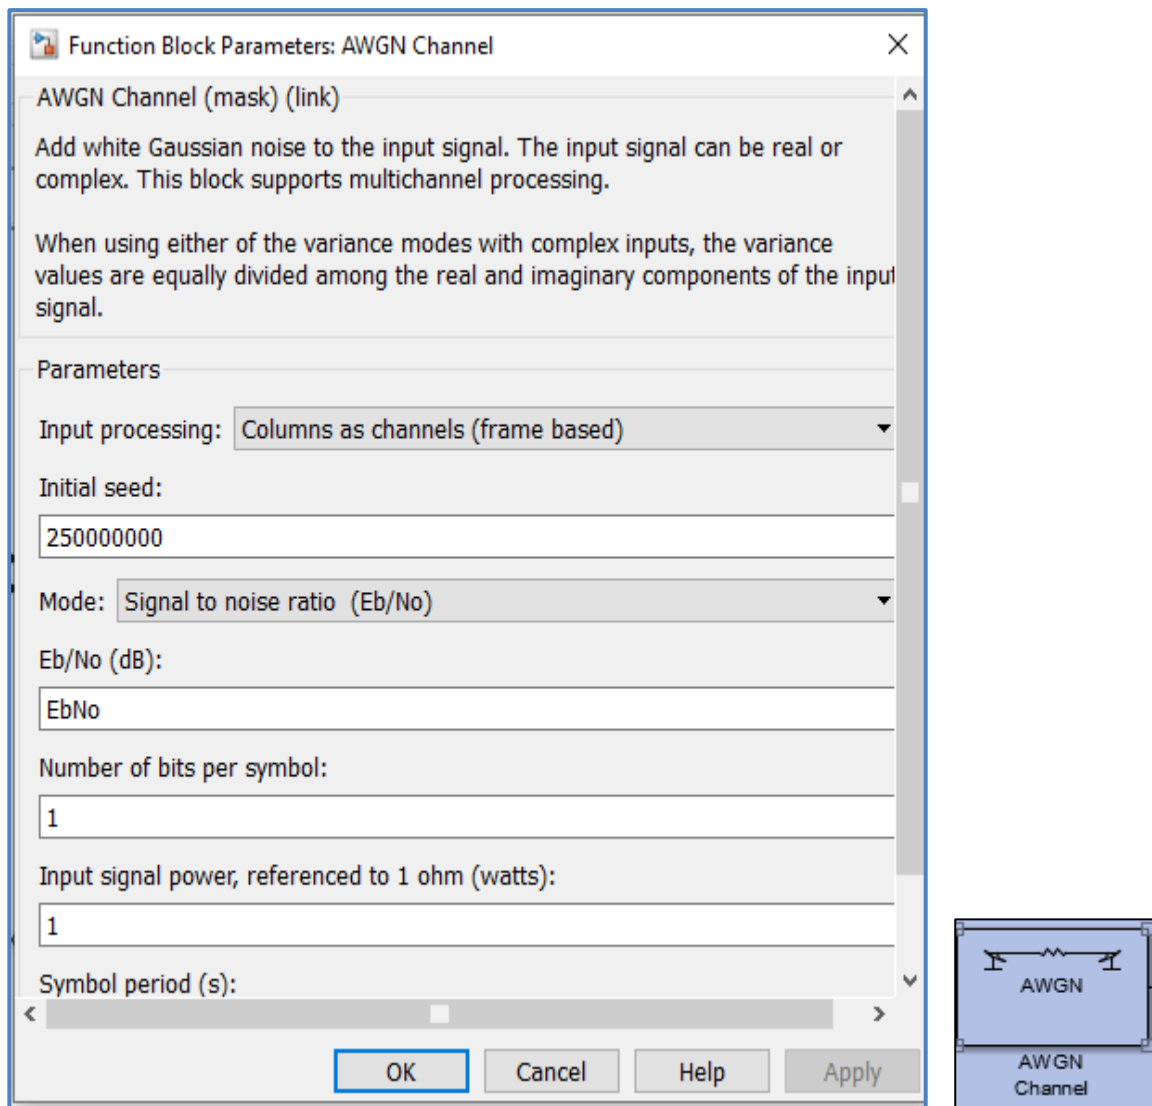 Function Block Parameters: AWGN Channel
AWGN Channel (mask) (link)
Add white Gaussian noise to the input signal. The input signal can be real or
complex. This block supports multichannel processing.
When using either of the variance modes with complex inputs, the variance
values are equally divided among the real and imaginary components of the input
signal.
Parameters
Input processing: Columns as channels (frame based)
Initial seed:
250000000
Mode: Signal to noise ratio (Eb/No)
Eb/No (dB):
EbNo
Number of bits per symbol:
1
Input signal power, referenced to 1 ohm (watts):
1
Symbol period (s):
OK Cancel Help Apply
AWGN
AWGN
Channel